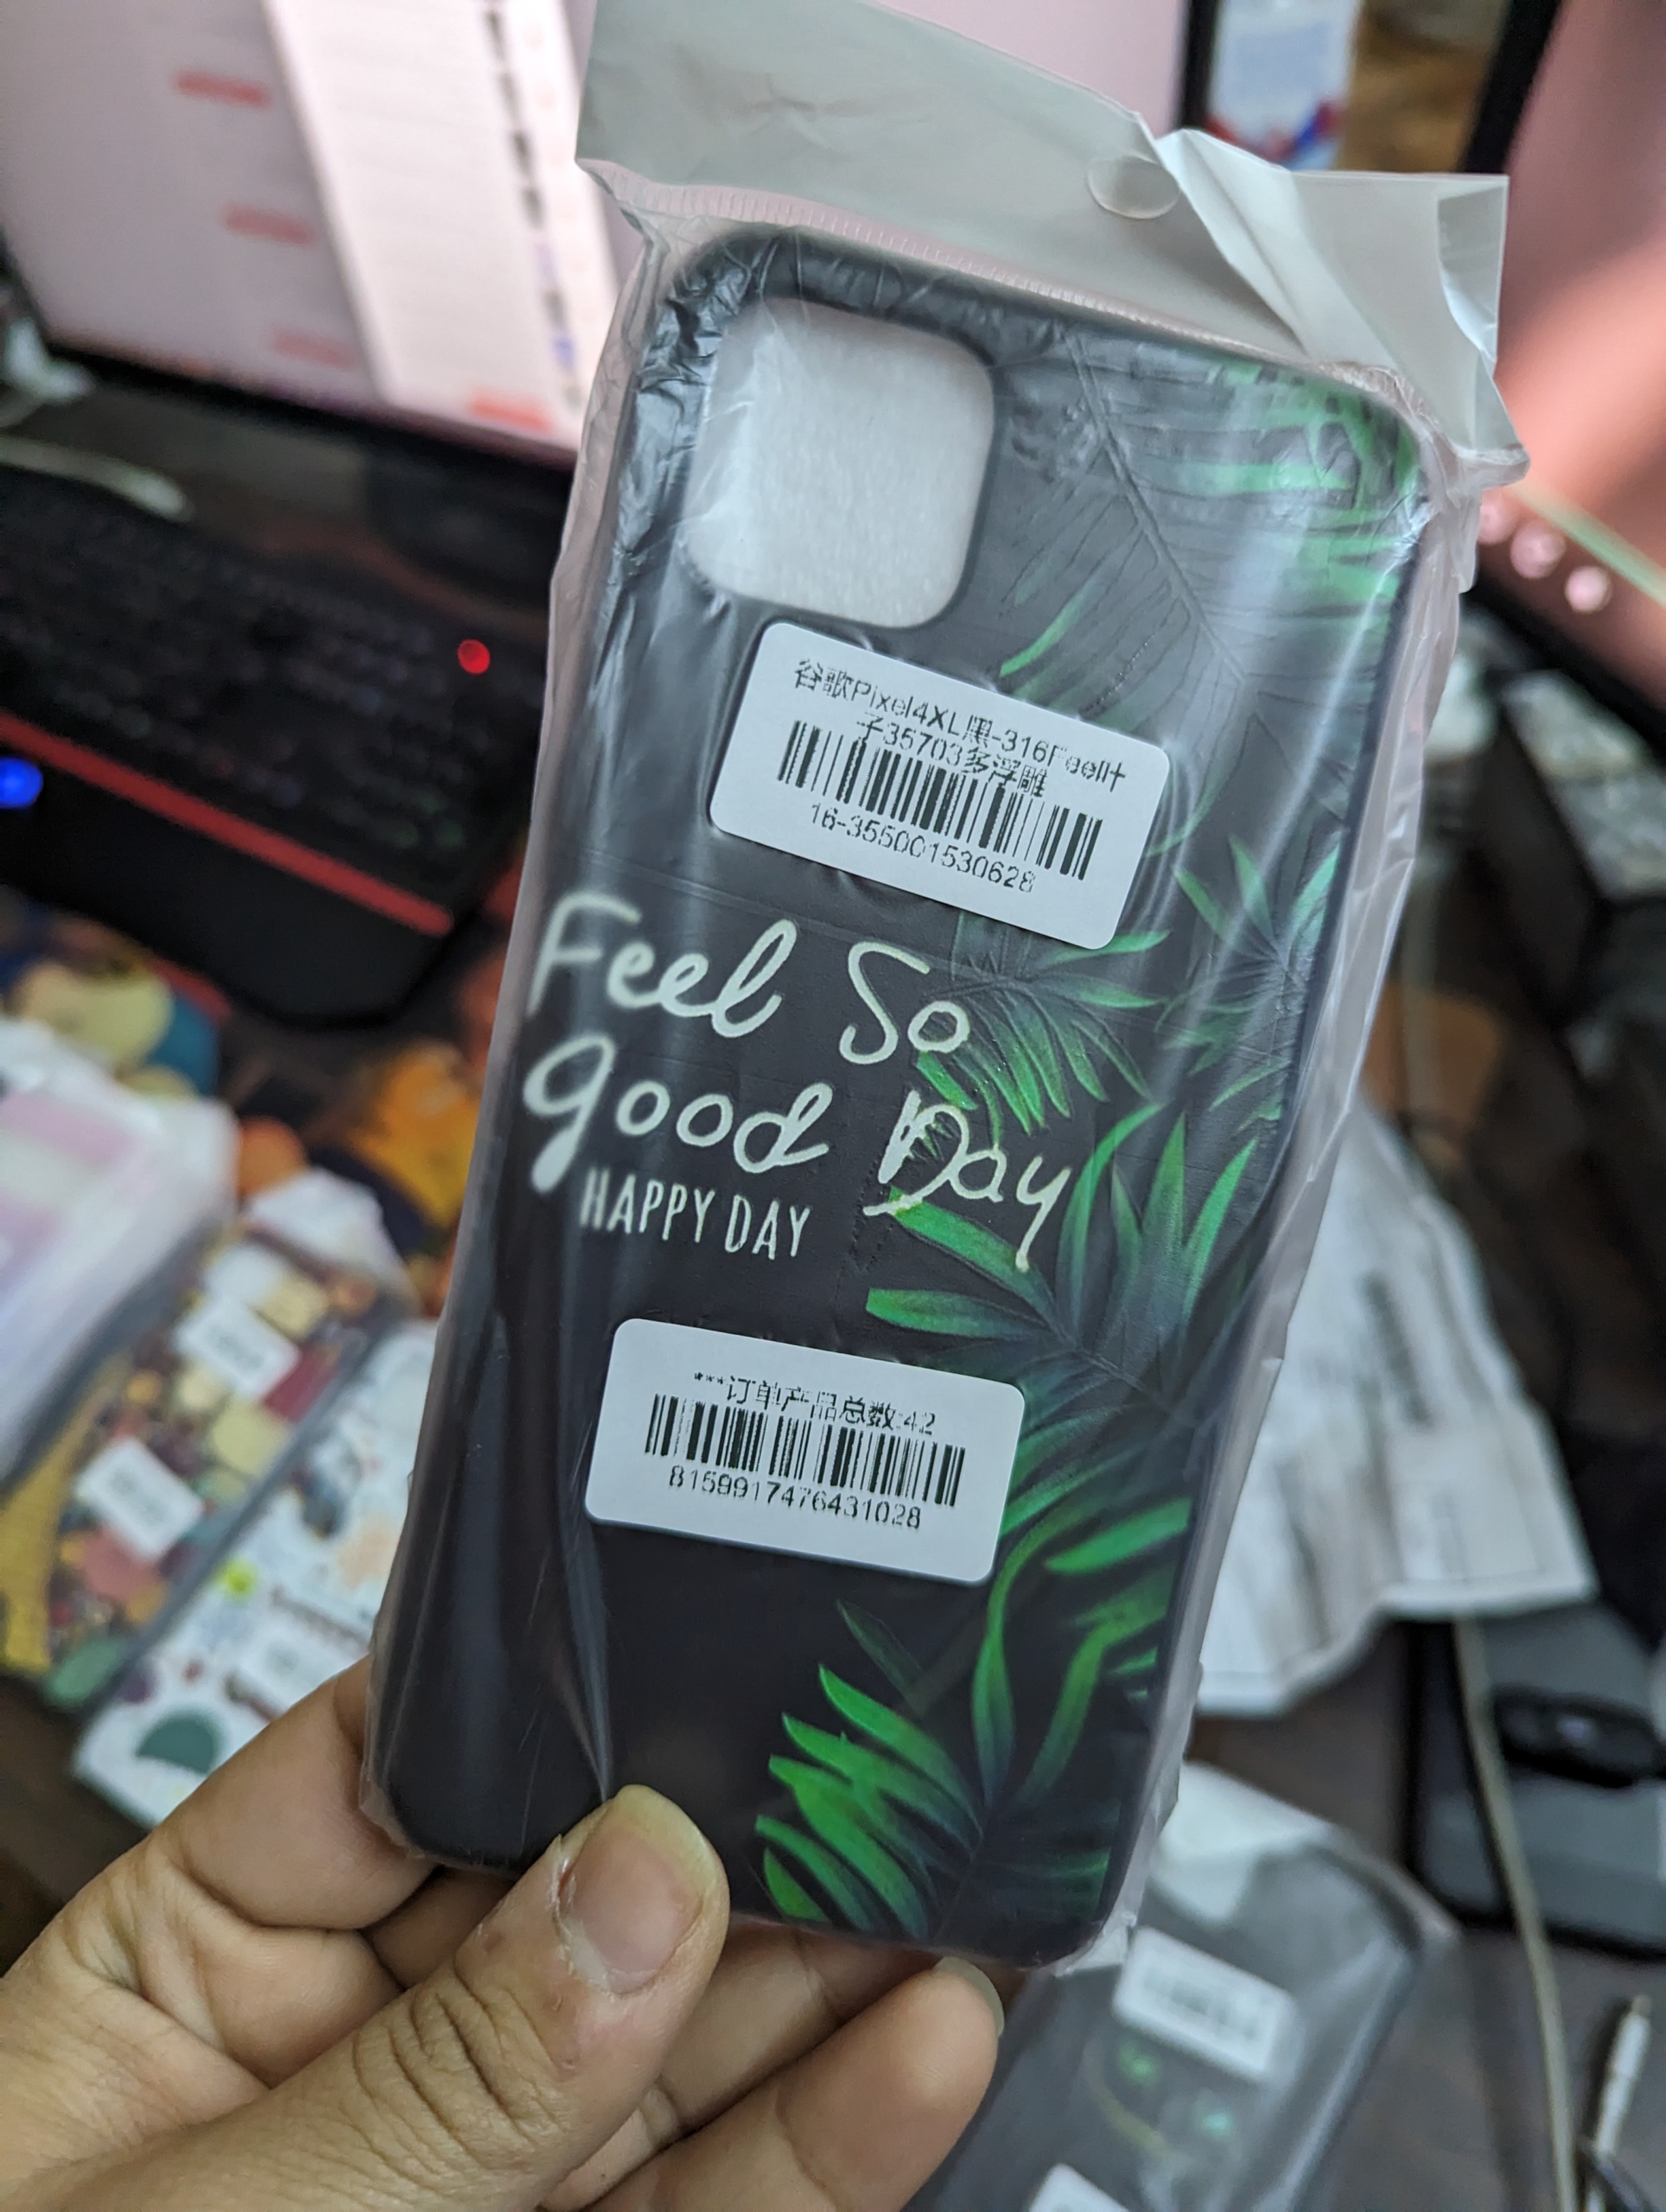 谷歌Pixel4XL黑-316Feel叶
子35703多浮雕
16-355001530628
Feel So
good Day
HAPPY DAY
***订单产品总数:42
8159917476431028